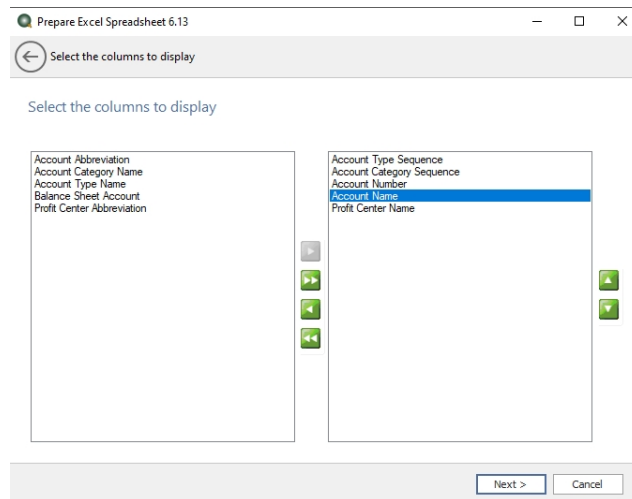 Prepare Excel Spreadsheet 6.13
Select the columns to display
Select the columns to display
Account Abbreviation
Account Category Name
Account Type Name
Balance Sheet Account
Profit Center Abbreviation
Account Type Sequence
Account Category Sequence
Account Number
Account Name
Profit Center Name
Next >
Cancel